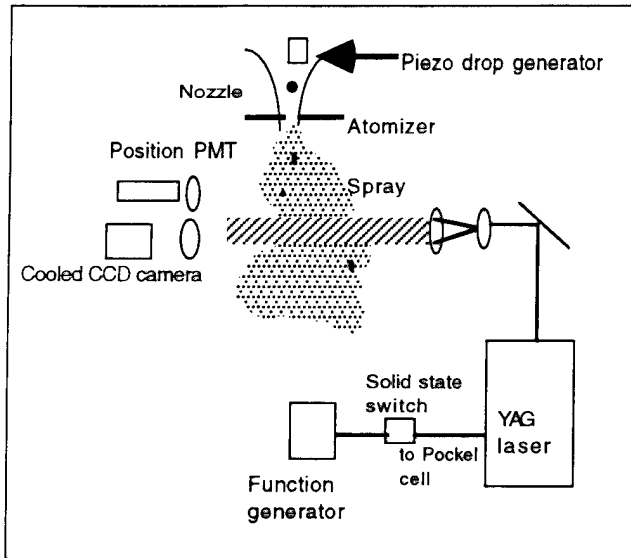 Piezo drop generator
Nozzle
Atomizer
Position PMT
Spray
Cooled CCD camera
Solid state
switch
YAG
laser
to Pockel
cell
Function
generator